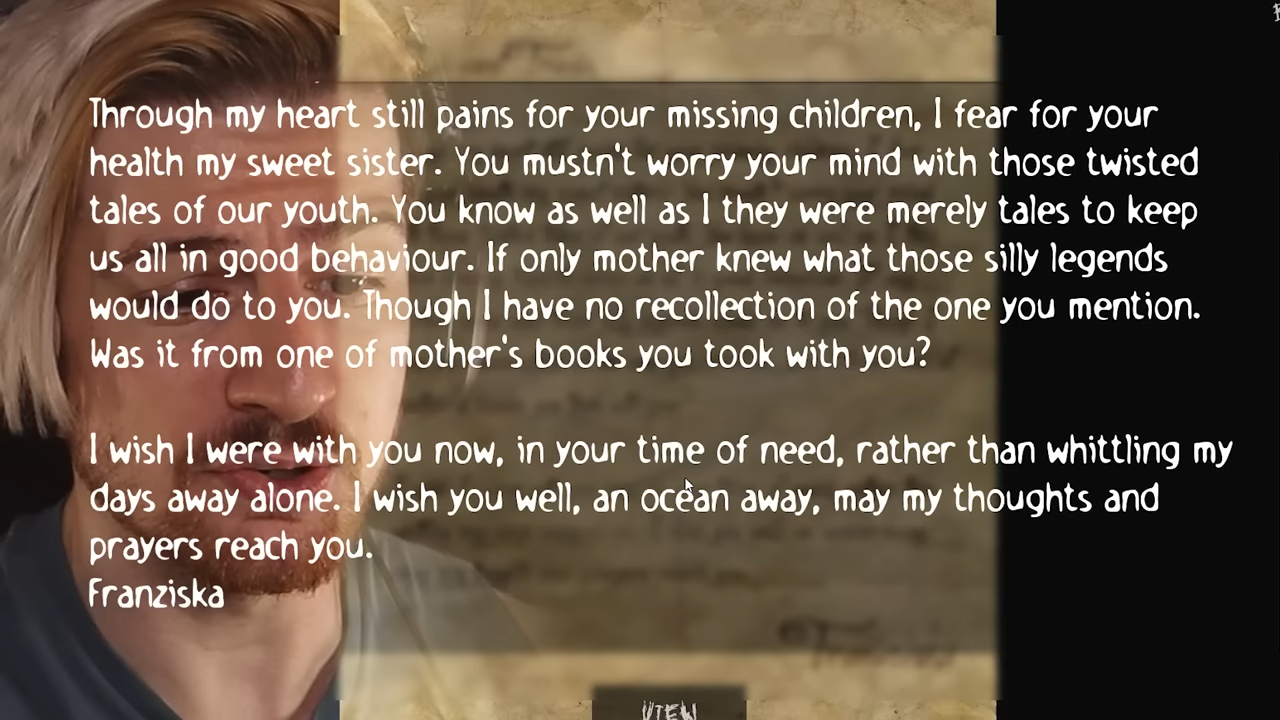 Through my heart still pains for your missing children, I fear for your
health my sweet sister. You mustn't worry your mind with those twisted
tales of our youth. You know as well as I they were merely tales to keep
us all in good behaviour. If only mother knew what those silly legends
would do to you. Though I have no recollection of the one you mention.
Was it from one of mother's books you took with you?
I wish I were with you now, in your time of need, rather than whittling my
days away alone. I wish you well, an ocean away, may my thoughts and
prayers reach you.
Franziska
VIEW